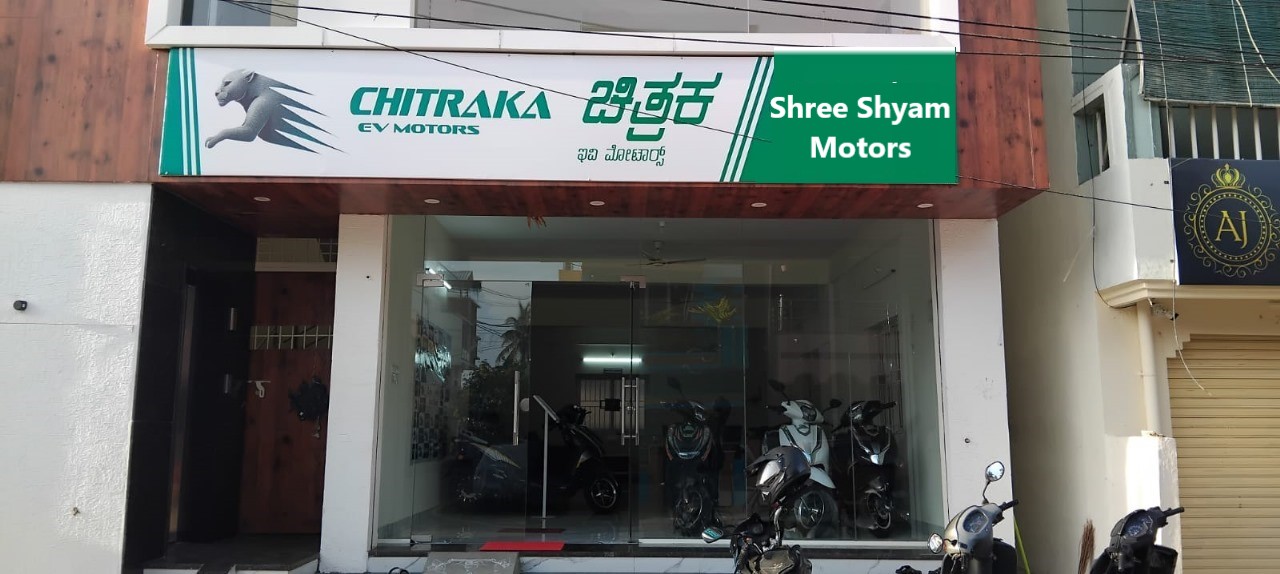 CHITRAKA
EV MOTORS
ಚಿತ್ರಕ
ಇವಿ ಮೋಟಾರ್ಸ್
Shree Shyam
Motors
AJ